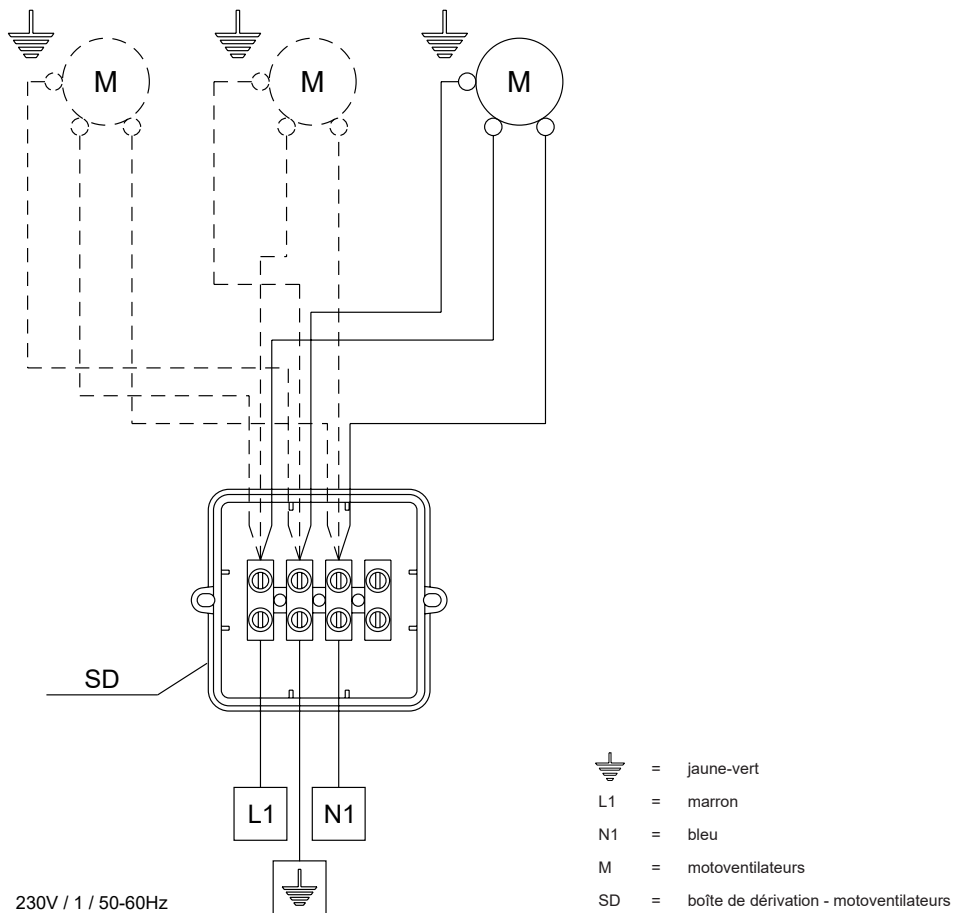 M M M
SD
L1 N1
230V / 1 / 50-60Hz
= jaune-vert
L1 = marron
N1 = bleu
M = motoventilateurs
SD = boîte de dérivation - motoventilateurs